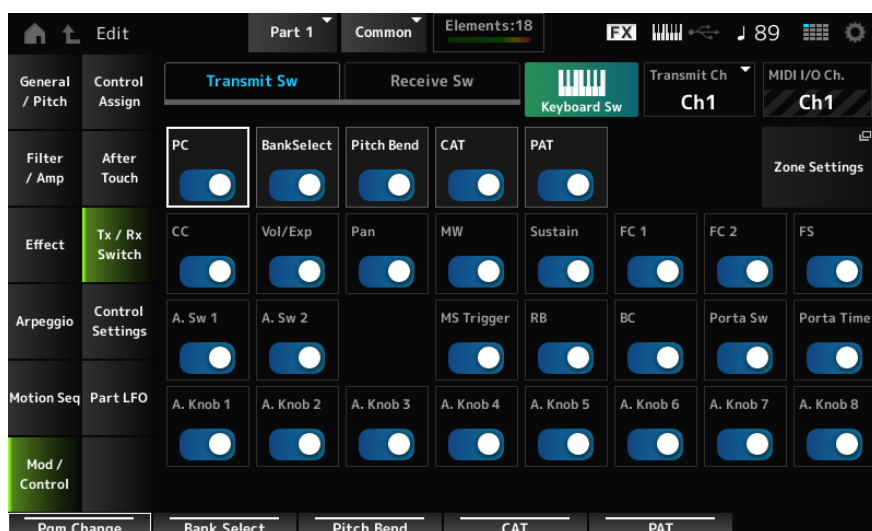 Edit
Part 1
Common
Elements:18
FX
♩ 89
General / Pitch
Control Assign
Transmit Sw
Receive Sw
Keyboard Sw
Transmit Ch
Ch1
MIDI I/O Ch.
Ch1
Filter / Amp
After Touch
PC
BankSelect
Pitch Bend
CAT
PAT
Zone Settings
Effect
Tx / Rx Switch
CC
Vol/Exp
Pan
MW
Sustain
FC 1
FC 2
FS
Arpeggio
Control Settings
A. Sw 1
A. Sw 2
MS Trigger
RB
BC
Porta Sw
Porta Time
Motion Seq
Part LFO
A. Knob 1
A. Knob 2
A. Knob 3
A. Knob 4
A. Knob 5
A. Knob 6
A. Knob 7
A. Knob 8
Mod / Control
Pgm Change
Bank Select
Pitch Bend
CAT
PAT